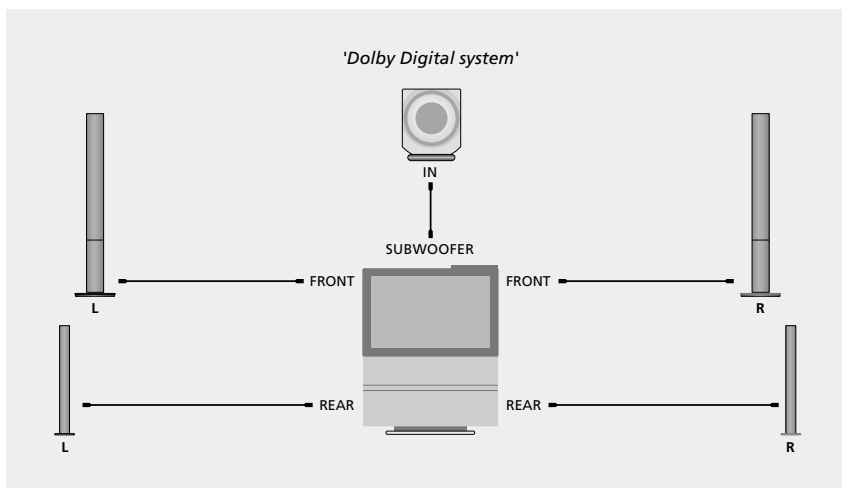 'Dolby Digital system'
IN
SUBWOOFER
FRONT
FRONT
L
R
REAR
REAR
L
R